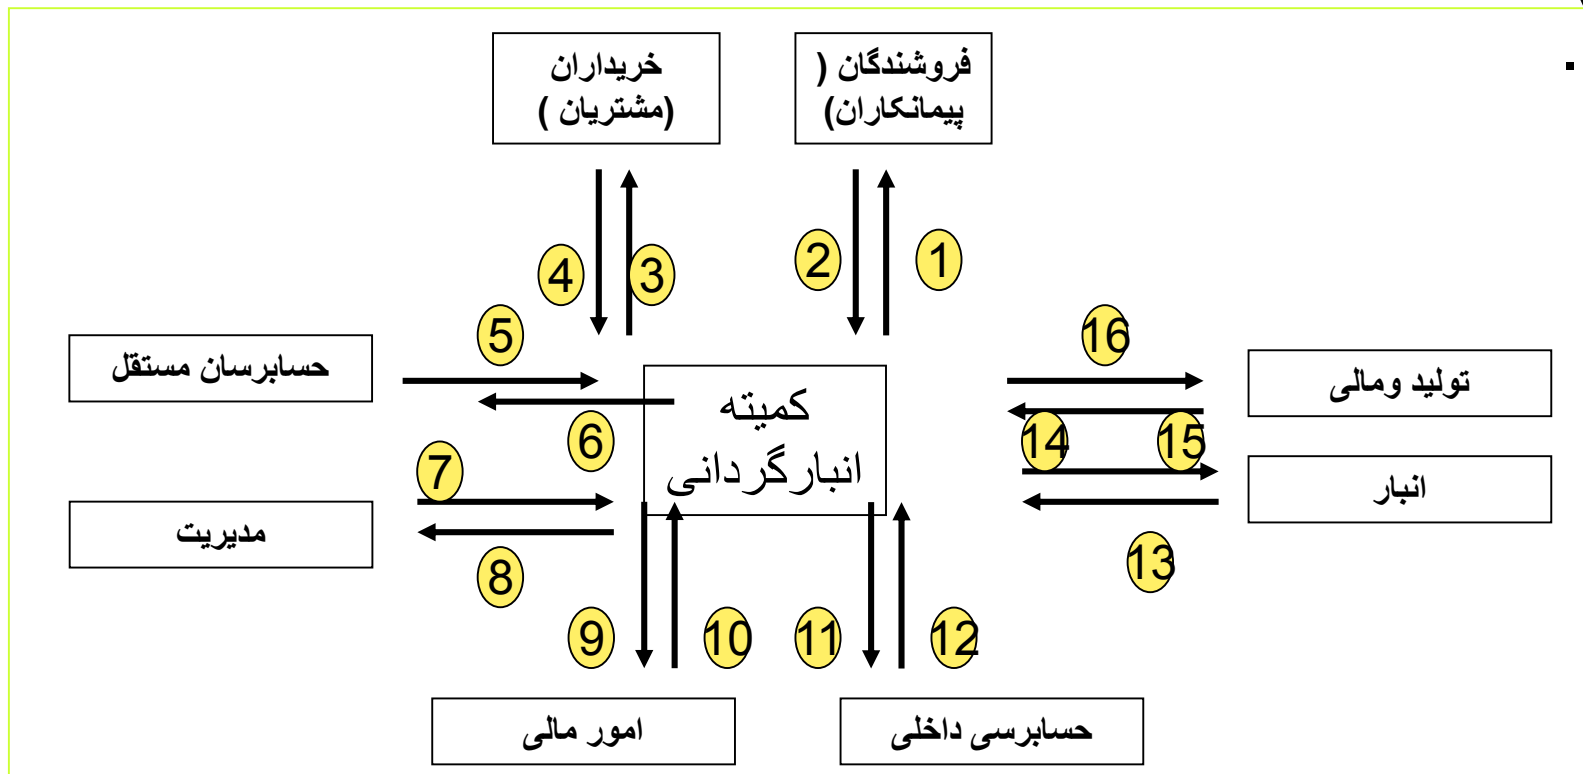 فروشندگان (
پیمانکاران)
خریداران
(مشتریان )
1
2
3
4
5
16
حسابرسان مستقل
تولید ومالی
کمیته
انبارگردانی
6
14
15
7
انبار
مدیریت
8
13
9
10
11
12
امور مالی
حسابرسی داخلی